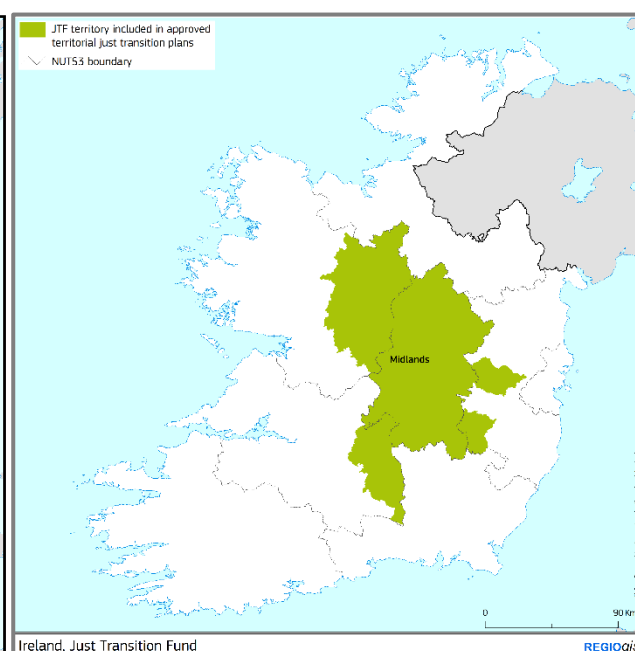 JTF territory included in approved
territorial just transition plans
NUTS3 boundary
Midlands
0 90 Km
Ireland, Just Transition Fund
REGIOgis